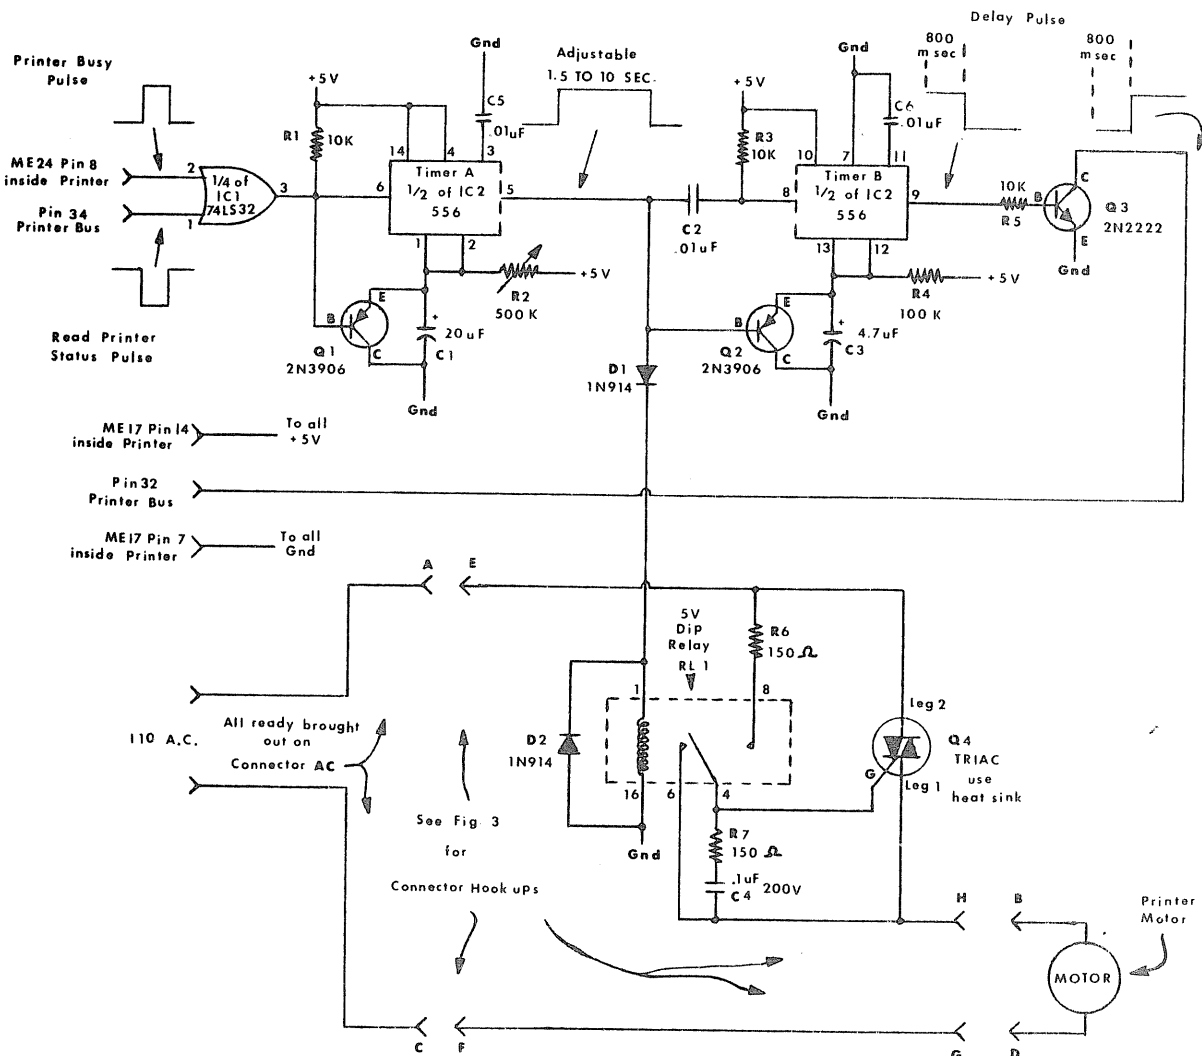 Delay Pulse
800
msec
800
msec
Printer Busy
Pulse
Gnd
Adjustable
1.5 TO 10 SEC.
Gnd
+5V
C5
.01uF
+5V
C6
.01uF
R1
10K
R3
10K
14
4
3
10
7
11
ME24 Pin 8
inside Printer
2
1/4 of
IC1
74LS32
3
6
Timer A
1/2 of IC2
556
5
8
Timer B
1/2 of IC2
556
9
10K
R5
B
C
E
Q3
2N2222
Gnd
Pin 34
Printer Bus
1
C2
.01uF
1
2
13
12
R2
500K
+5V
R4
100K
+5V
Read Printer
Status Pulse
B
E
C
Q1
2N3906
+
20uF
C1
Gnd
B
E
C
Q2
2N3906
+
4.7uF
C3
Gnd
D1
1N914
ME17 Pin 14
inside Printer
To all
+5V
Pin 32
Printer Bus
ME17 Pin 7
inside Printer
To all
Gnd
A
E
5V
Dip
Relay
RL 1
R6
150 Ω
1
8
110 A.C.
All ready brought
out on
Connector AC
D2
1N914
16
6
4
Leg 2
G
Leg 1
Q4
TRIAC
use
heat sink
See Fig. 3
for
Connector Hook ups
Gnd
R7
150 Ω
.1uF
C4
200V
H
B
Printer
Motor
MOTOR
C
F
G
D